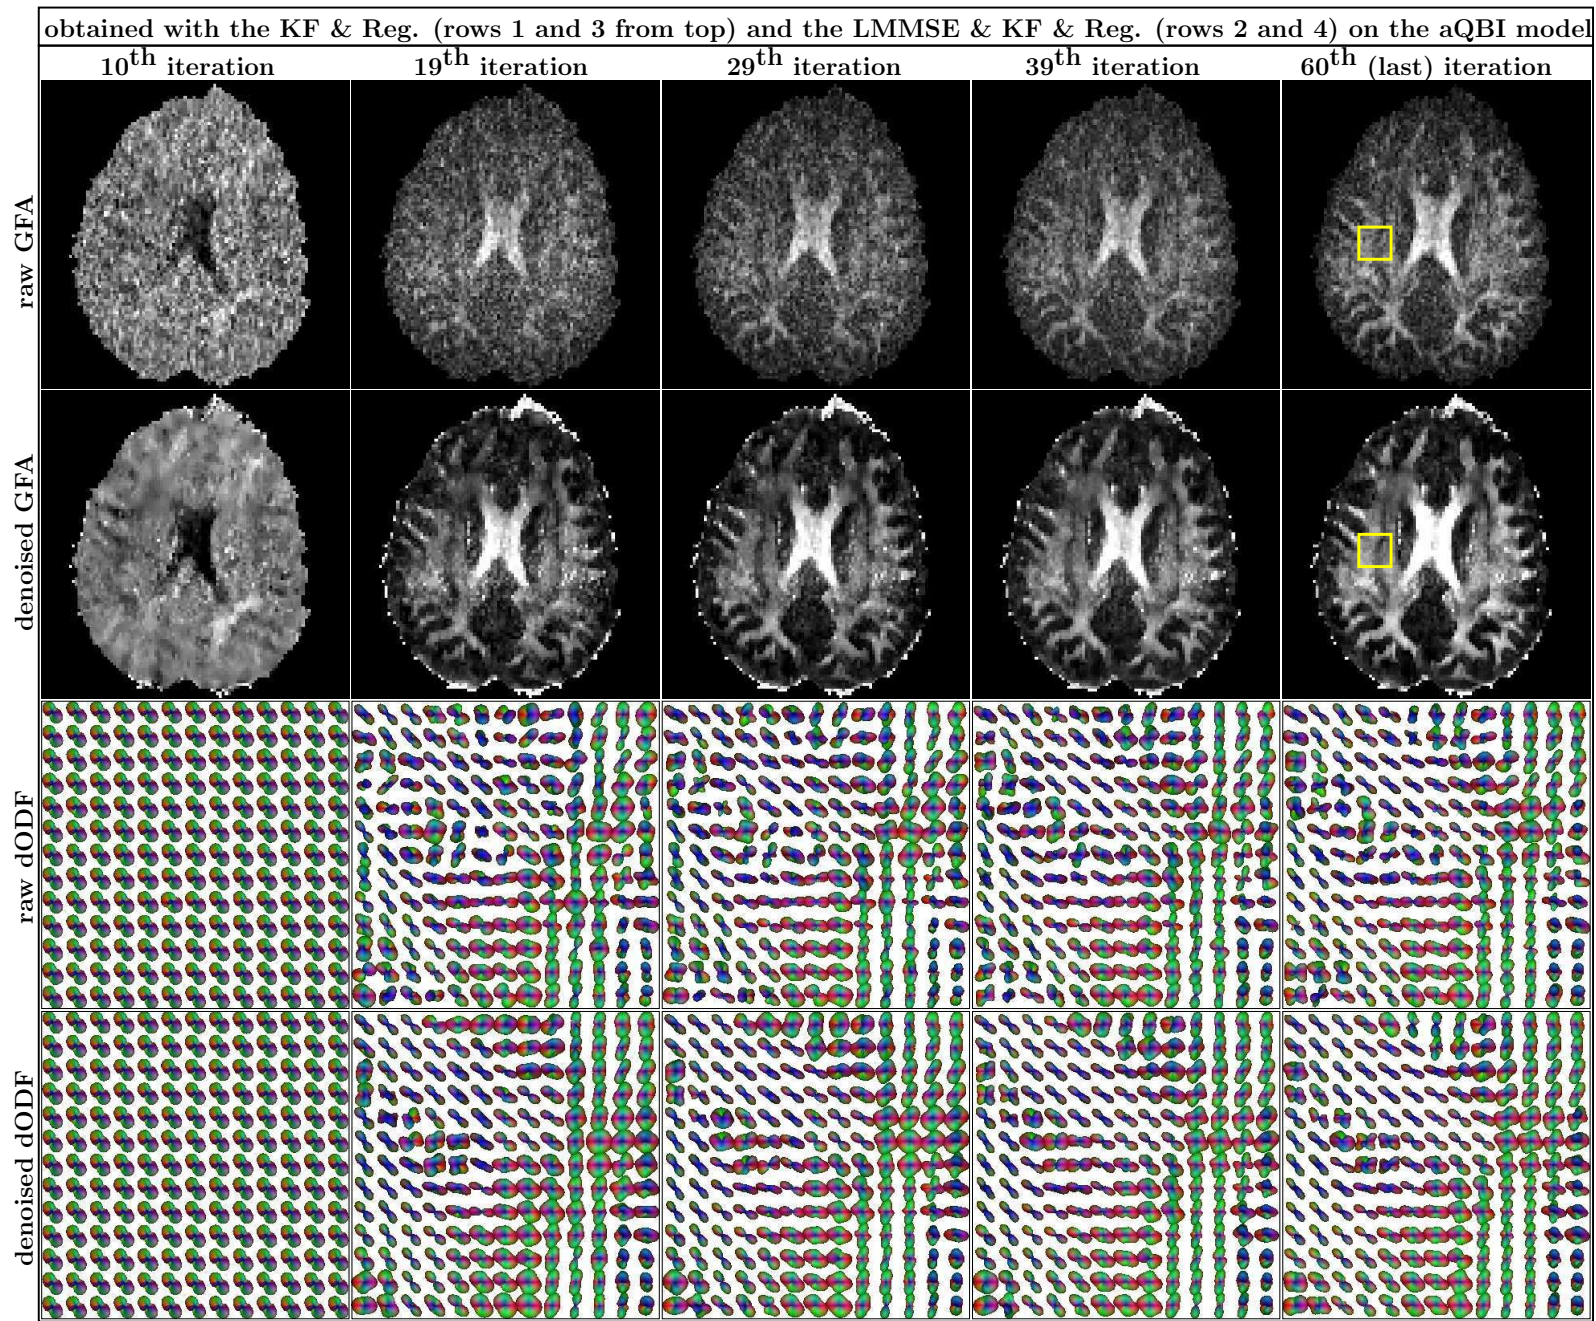 obtained with the KF & Reg. (rows 1 and 3 from top) and the LMMSE & KF & Reg. (rows 2 and 4) on the aQBI model
10th iteration 19th iteration 29th iteration 39th iteration 60th (last) iteration
raw GFA
denoised GFA
raw dODF
denoised dODF